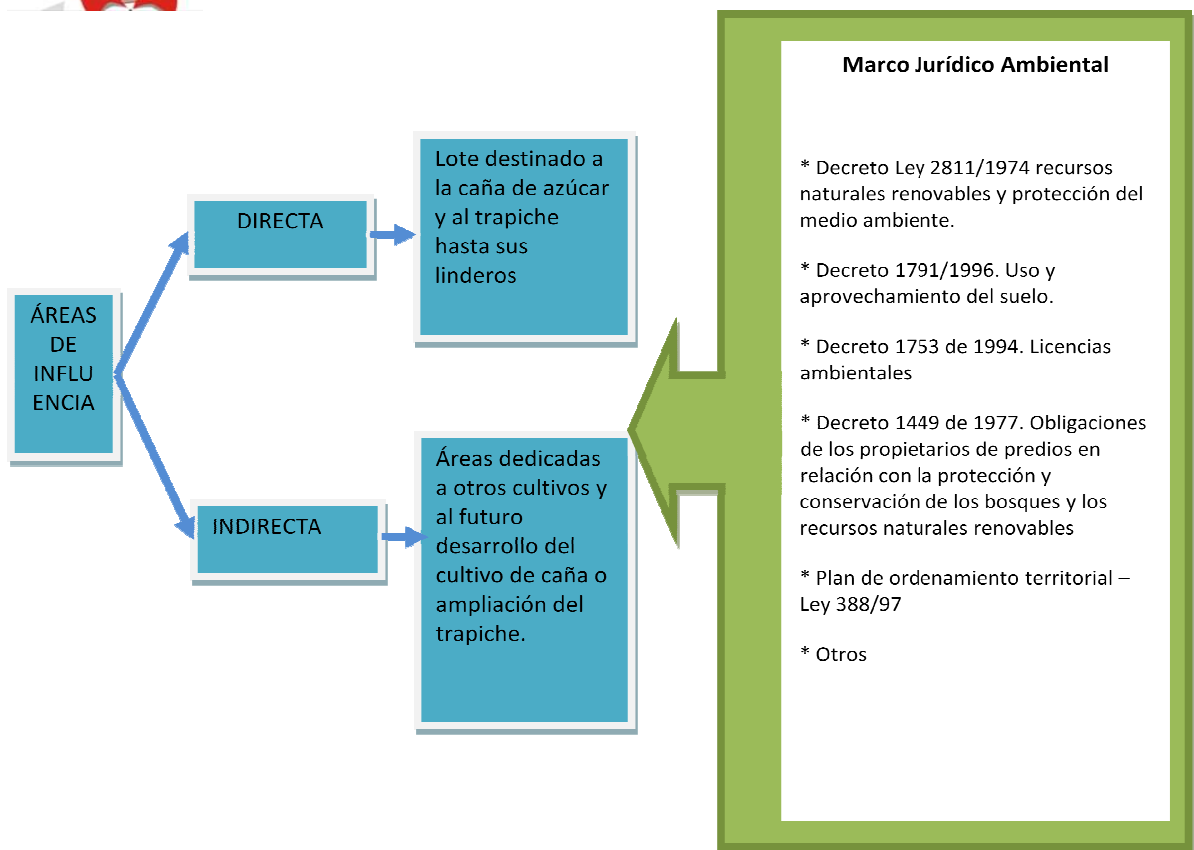 ÁREAS
DE
INFLU
ENCIA
DIRECTA
Lote destinado a
la caña de azúcar
y al trapiche
hasta sus
linderos
INDIRECTA
Áreas dedicadas
a otros cultivos y
al futuro
desarrollo del
cultivo de caña o
ampliación del
trapiche.
Marco Jurídico Ambiental
* Decreto Ley 2811/1974 recursos
naturales renovables y protección del
medio ambiente.
* Decreto 1791/1996. Uso y
aprovechamiento del suelo.
* Decreto 1753 de 1994. Licencias
ambientales
* Decreto 1449 de 1977. Obligaciones
de los propietarios de predios en
relación con la protección y
conservación de los bosques y los
recursos naturales renovables
* Plan de ordenamiento territorial –
Ley 388/97
* Otros